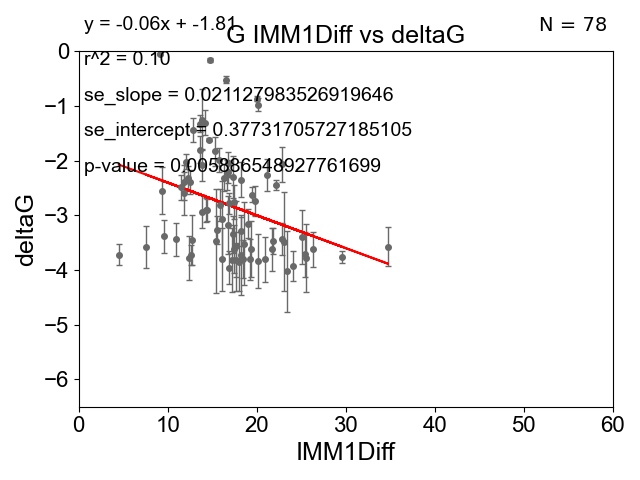 y = -0.06x + -1.81
N = 78
G IMM1Diff vs deltaG
r^2 = 0.10
se_slope = 0.021127983526919646
se_intercept = 0.37731705727185105
p-value = 0.005886548927761699
0
−1
−2
−3
−4
−5
−6
deltaG
0 10 20 30 40 50 60
IMM1Diff